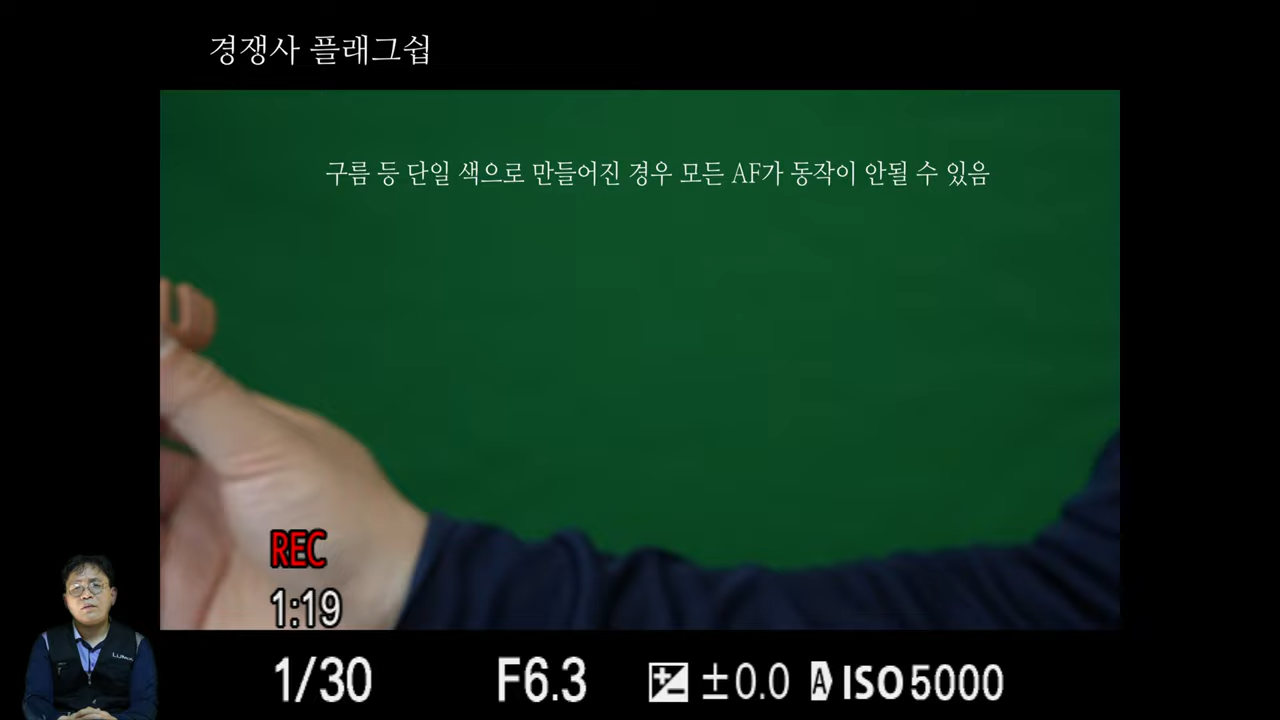 경쟁사 플래그쉽
구름 등 단일 색으로 만들어진 경우 모든 AF가 동작이 안될 수 있음
REC
1:19
1/30 F6.3 ±0.0 A ISO 5000